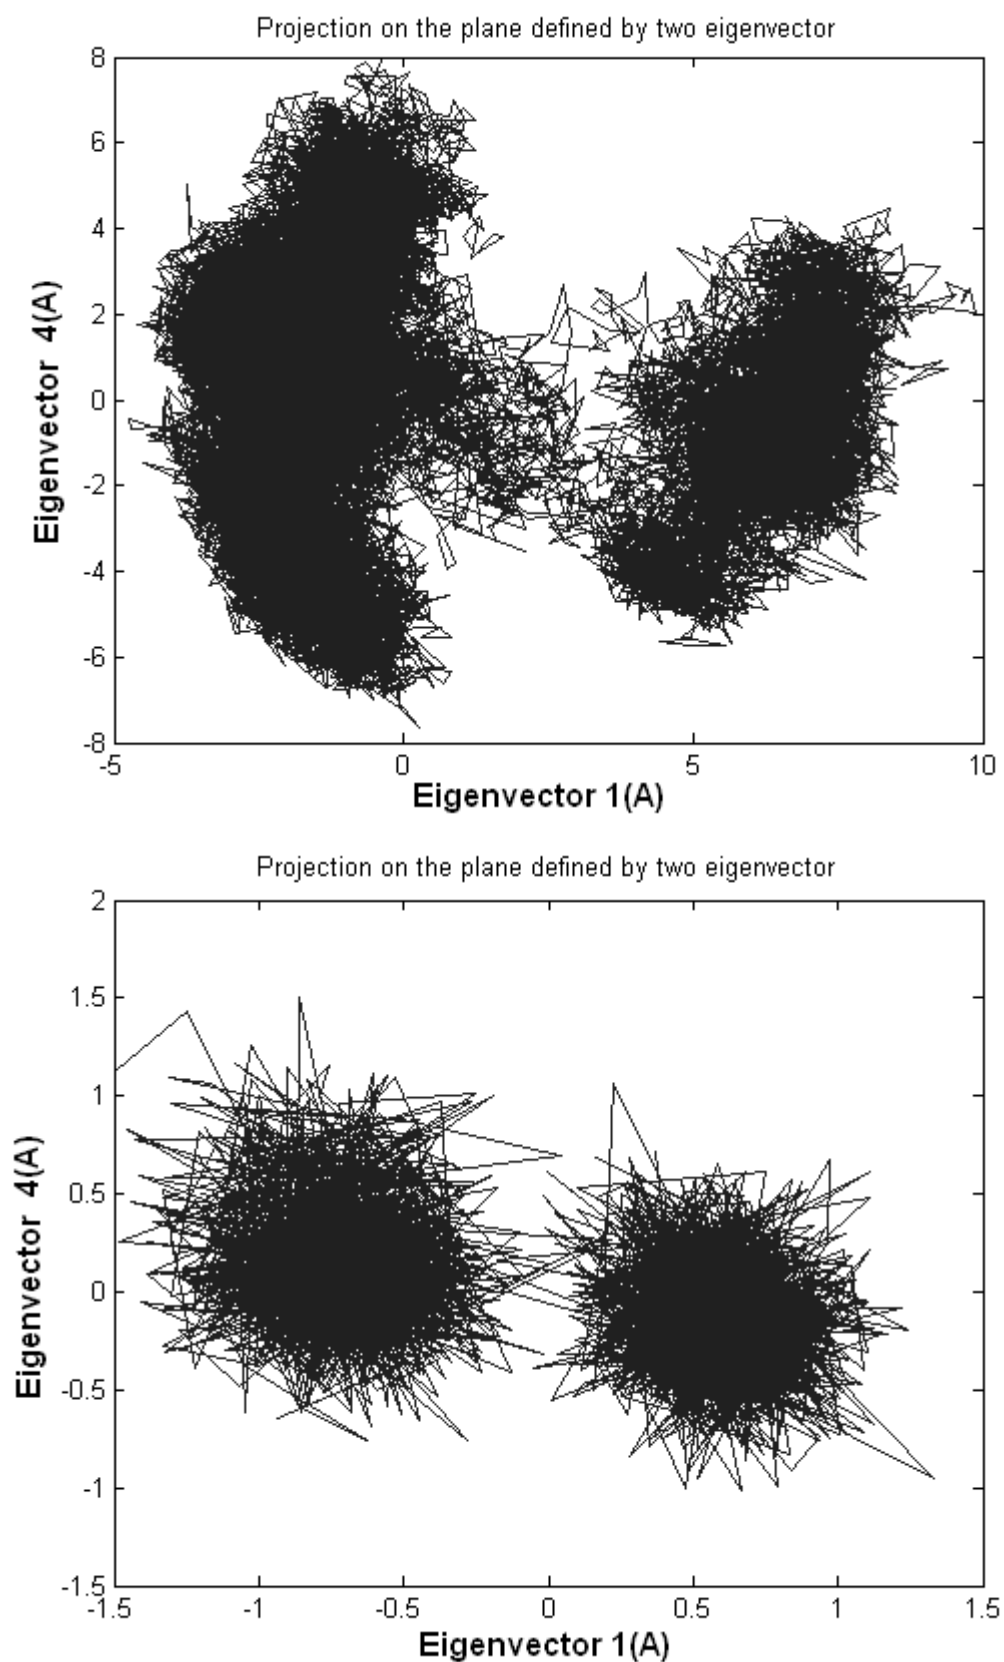 Projection on the plane defined by two eigenvector
8
6
4
2
0
-2
-4
-6
-8
Eigenvector 4(A)
-5 0 5 10
Eigenvector 1(A)
Projection on the plane defined by two eigenvector
2
1.5
1
0.5
0
-0.5
-1
-1.5
Eigenvector 4(A)
-1.5 -1 -0.5 0 0.5 1 1.5
Eigenvector 1(A)